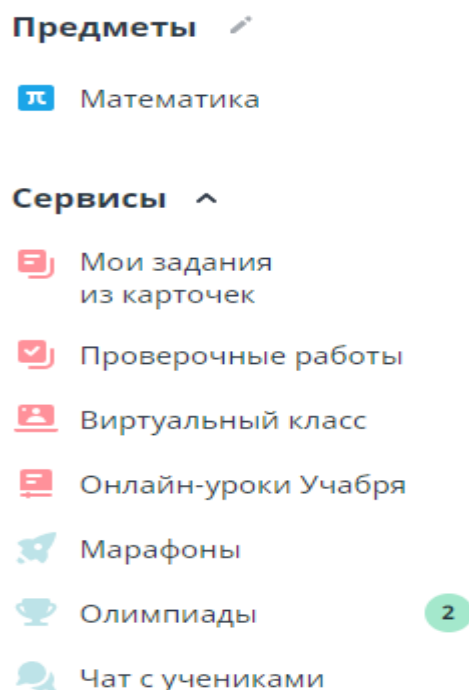 Предметы
π Математика
Сервисы
Мои задания
из карточек
Проверочные работы
Виртуальный класс
Онлайн-уроки Учабря
Марафоны
Олимпиады 2
Чат с учениками